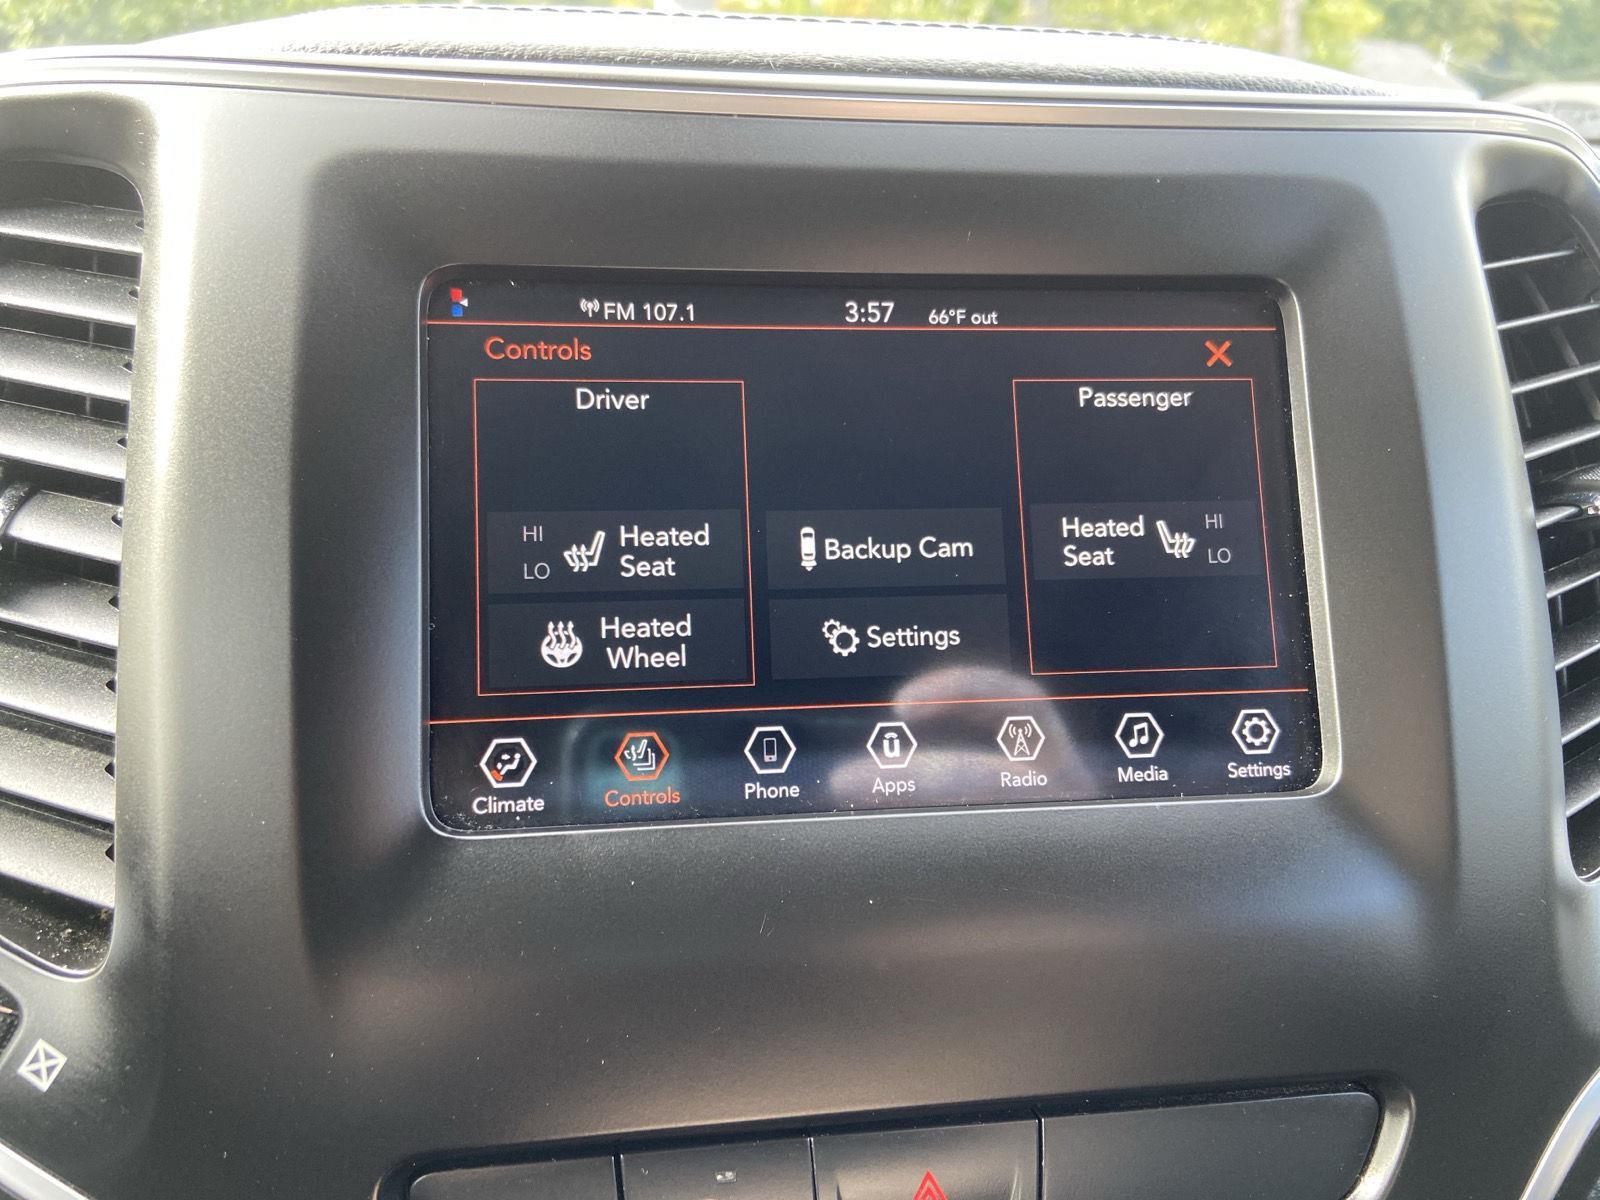 FM 107.1 3:57 66°F out
Controls
Driver
Passenger
HI
LO
Heated
Seat
Backup Cam
Heated
Seat
HI
LO
Heated
Wheel
Settings
Climate
Controls
Phone
Apps
Radio
Media
Settings